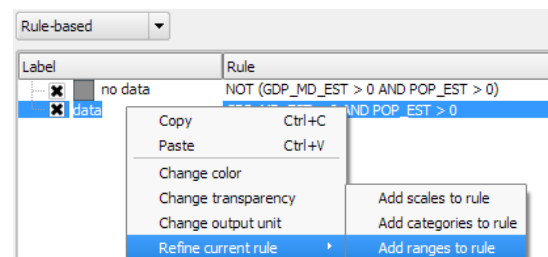 Rule-based
Label Rule
no data NOT (GDP_MD_EST > 0 AND POP_EST > 0)
data AND POP_EST > 0
Copy Ctrl+C
Paste Ctrl+V
Change color
Change transparency Add scales to rule
Change output unit Add categories to rule
Refine current rule Add ranges to rule